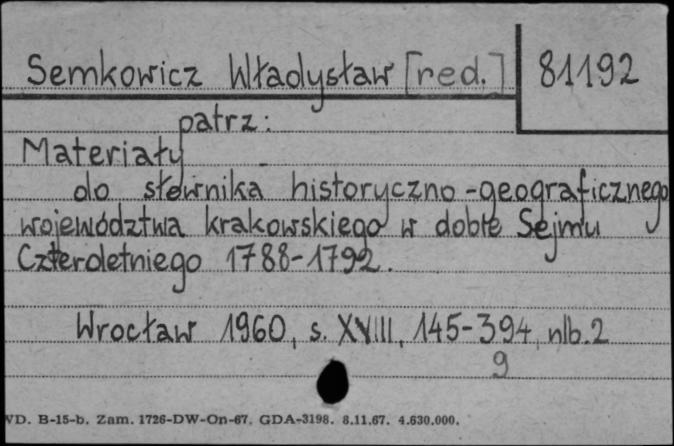 Semkowicz Władysław [red.] 81192
patrz:
Materiały
do słownika historyczno-geograficznego
województwa krakowskiego w dobie Sejmu
Czteroletniego 1788-1792.
Wrocław 1960, s. XVIII, 145-394, nlb. 2
9
VD. B-15-b. Zam. 1726-DW-On-67. GDA-3198. 8.11.67. 4.630.000.